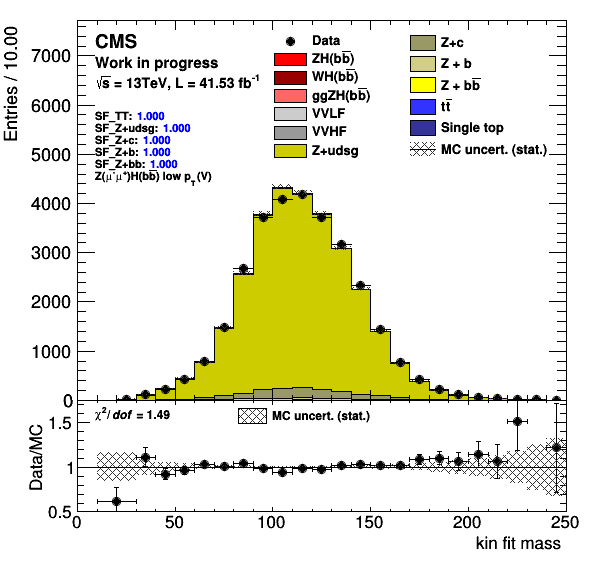 CMS
Work in progress
√s = 13TeV, L = 41.53 fb⁻¹
SF_TT: 1.000
SF_Z+udsg: 1.000
SF_Z+c: 1.000
SF_Z+b: 1.000
SF_Z+bb: 1.000
Z(μ⁻μ⁺)H(bb̅) low p_T(V)
Data
ZH(bb̅)
WH(bb̅)
ggZH(bb̅)
VVLF
VVHF
Z+udsg
Z+c
Z + b
Z + bb̅
tt̅
Single top
MC uncert. (stat.)
Entries / 10.00
7000
6000
5000
4000
3000
2000
1000
0
χ²/dof = 1.49
MC uncert. (stat.)
Data/MC
1.5
1
0.5
0
50
100
150
200
250
kin fit mass